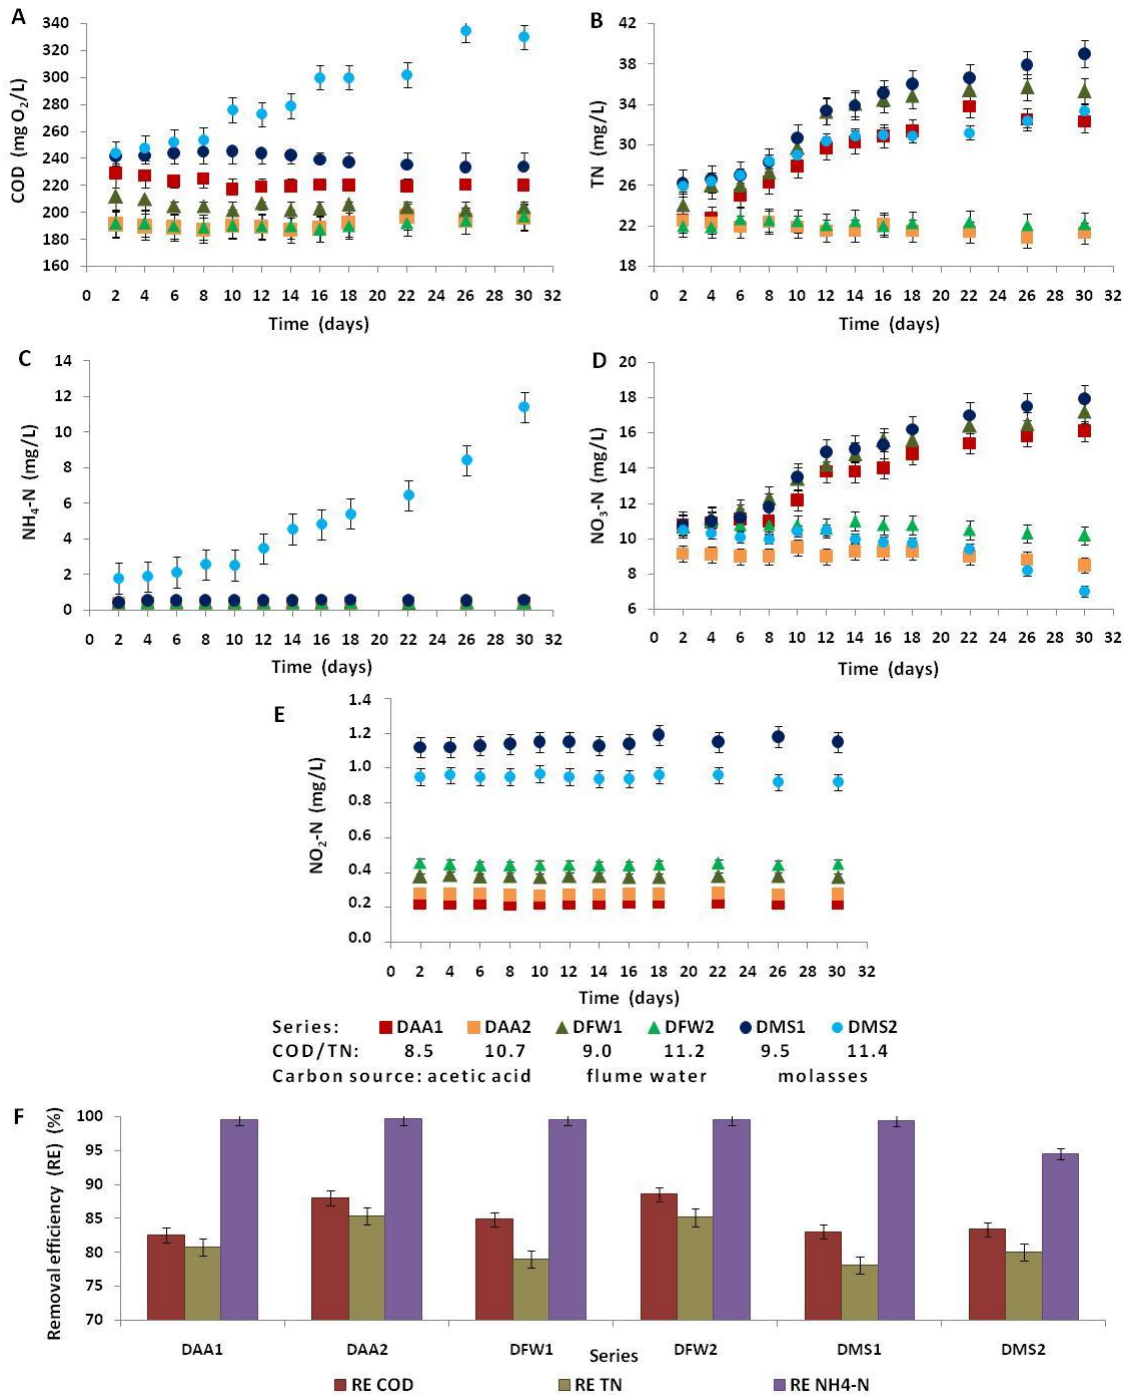 A
COD (mg O2/L)
340
320
300
280
260
240
220
200
180
160
0 2 4 6 8 10 12 14 16 18 20 22 24 26 28 30 32
Time (days)
B
TN (mg/L)
42
38
34
30
26
22
18
0 2 4 6 8 10 12 14 16 18 20 22 24 26 28 30 32
Time (days)
C
NH4-N (mg/L)
14
12
10
8
6
4
2
0
0 2 4 6 8 10 12 14 16 18 20 22 24 26 28 30 32
Time (days)
D
NO3-N (mg/L)
20
18
16
14
12
10
8
6
0 2 4 6 8 10 12 14 16 18 20 22 24 26 28 30 32
Time (days)
E
NO2-N (mg/L)
1.4
1.2
1.0
0.8
0.6
0.4
0.2
0.0
0 2 4 6 8 10 12 14 16 18 20 22 24 26 28 30 32
Time (days)
Series: DAA1 DAA2 DFW1 DFW2 DMS1 DMS2
COD/TN: 8.5 10.7 9.0 11.2 9.5 11.4
Carbon source: acetic acid flume water molasses
F
Removal efficiency (RE) (%)
100
95
90
85
80
75
70
DAA1 DAA2 DFW1 DFW2 DMS1 DMS2
Series
RE COD RE TN RE NH4-N